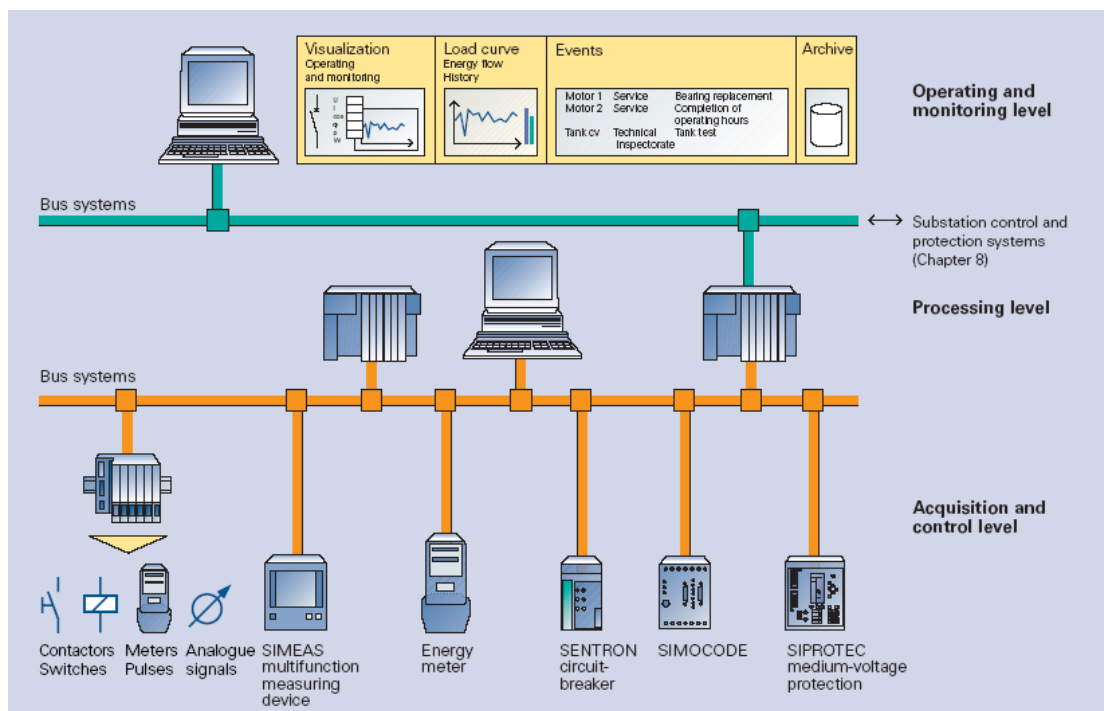 Visualization
Operating
and monitoring
U
I
cos
φ
P
W
Load curve
Energy flow
History
Events
Motor 1 Service Bearing replacement
Motor 2 Service Completion of
operating hours
Tank cv Technical Tank test
Inspectorate
Archive
Operating and
monitoring level
Bus systems
Substation control and
protection systems
(Chapter 8)
Processing level
Bus systems
Acquisition and
control level
Contactors
Switches
Meters
Pulses
Analogue
signals
SIMEAS
multifunction
measuring
device
Energy
meter
SENTRON
circuit-
breaker
SIMOCODE
SIPROTEC
medium-voltage
protection